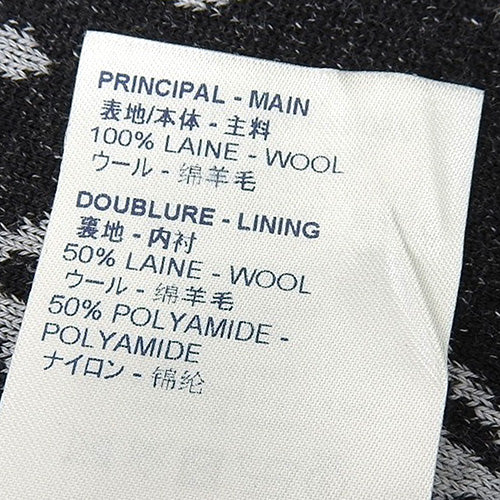 PRINCIPAL - MAIN
表地/本体 - 主料
100% LAINE - WOOL
ウール - 绵羊毛
DOUBLURE - LINING
裏地 - 内衬
50% LAINE - WOOL
ウール - 绵羊毛
50% POLYAMIDE -
POLYAMIDE
ナイロン - 锦纶